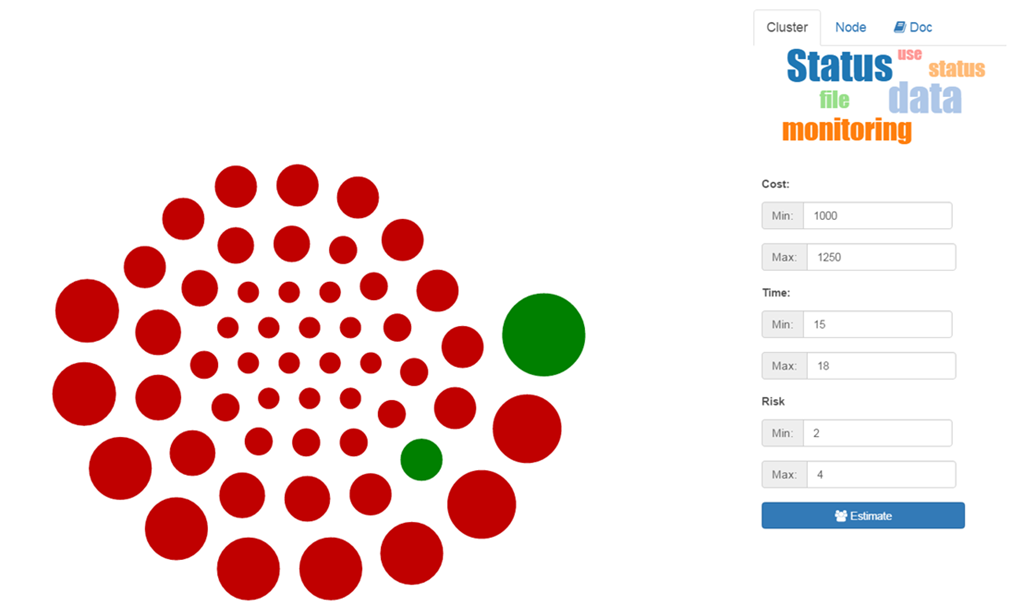 Cluster Node Doc
Status use status
file data
monitoring
Cost:
Min: 1000
Max: 1250
Time:
Min: 15
Max: 18
Risk
Min: 2
Max: 4
Estimate